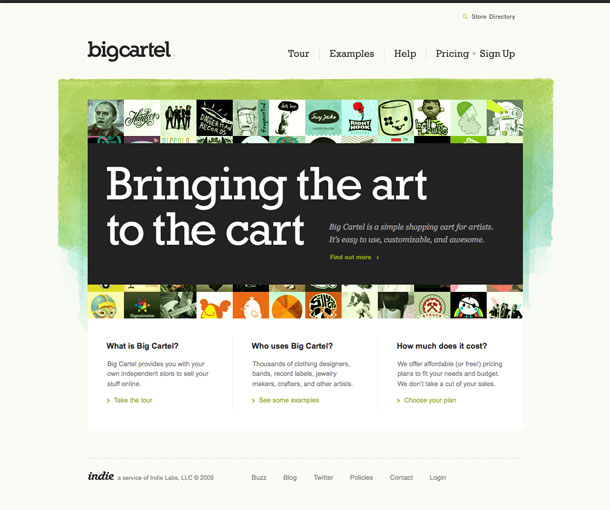 Store Directory
bigcartel
Tour Examples Help Pricing + Sign Up
Hangers
DANGERMAN RECORDS
fragmented
RIGHT HOOK
Bringing the art
to the cart
Big Cartel is a simple shopping cart for artists.
It's easy to use, customizable, and awesome.
Find out more
What is Big Cartel?
Big Cartel provides you with your
own independent store to sell your
stuff online.
Take the tour
Who uses Big Cartel?
Thousands of clothing designers,
bands, record labels, jewelry
makers, crafters, and other artists.
See some examples
How much does it cost?
We offer affordable (or free!) pricing
plans to fit your needs and budget.
We don't take a cut of your sales.
Choose your plan
indie a service of Indie Labs, LLC © 2009
Buzz Blog Twitter Policies Contact Login